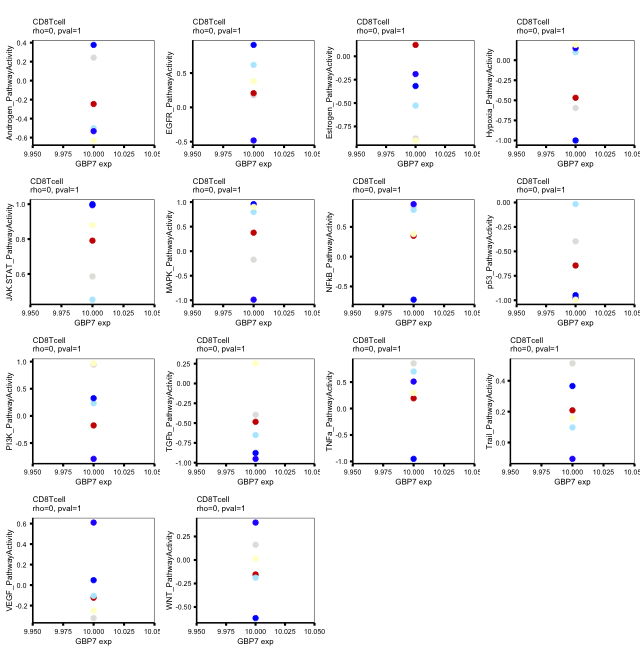 CD8Tcell
rho=0, pval=1
Androgen_PathwayActivity
0.4
0.2
0.0
-0.2
-0.4
-0.6
9.950 9.975 10.000 10.025 10.05
GBP7 exp
CD8Tcell
rho=0, pval=1
EGFR_PathwayActivity
0.5
0.0
-0.5
9.950 9.975 10.000 10.025 10.05
GBP7 exp
CD8Tcell
rho=0, pval=1
Estrogen_PathwayActivity
0.00
-0.25
-0.50
-0.75
9.950 9.975 10.000 10.025 10.05
GBP7 exp
CD8Tcell
rho=0, pval=1
Hypoxia_PathwayActivity
0.00
-0.25
-0.50
-0.75
-1.00
9.950 9.975 10.000 10.025 10.05
GBP7 exp
CD8Tcell
rho=0, pval=1
JAK.STAT_PathwayActivity
1.0
0.8
0.6
9.950 9.975 10.000 10.025 10.050
GBP7 exp
CD8Tcell
rho=0, pval=1
MAPK_PathwayActivity
1.0
0.5
0.0
-0.5
-1.0
9.950 9.975 10.000 10.025 10.05
GBP7 exp
CD8Tcell
rho=0, pval=1
NFkB_PathwayActivity
0.5
0.0
-0.5
9.950 9.975 10.000 10.025 10.05
GBP7 exp
CD8Tcell
rho=0, pval=1
p53_PathwayActivity
0.00
-0.25
-0.50
-0.75
-1.00
9.950 9.975 10.000 10.025 10.05
GBP7 exp
CD8Tcell
rho=0, pval=1
PI3K_PathwayActivity
1.0
0.5
0.0
-0.5
9.950 9.975 10.000 10.025 10.05
GBP7 exp
CD8Tcell
rho=0, pval=1
TGFb_PathwayActivity
0.25
0.00
-0.25
-0.50
-0.75
-1.00
9.950 9.975 10.000 10.025 10.050
GBP7 exp
CD8Tcell
rho=0, pval=1
TNFa_PathwayActivity
0.5
0.0
-0.5
-1.0
9.950 9.975 10.000 10.025 10.05
GBP7 exp
CD8Tcell
rho=0, pval=1
Trail_PathwayActivity
0.4
0.2
0.0
9.950 9.975 10.000 10.025 10.050
GBP7 exp
CD8Tcell
rho=0, pval=1
VEGF_PathwayActivity
0.6
0.4
0.2
0.0
-0.2
9.950 9.975 10.000 10.025 10.05
GBP7 exp
CD8Tcell
rho=0, pval=1
WNT_PathwayActivity
0.25
0.00
-0.25
-0.50
9.950 9.975 10.000 10.025 10.050
GBP7 exp